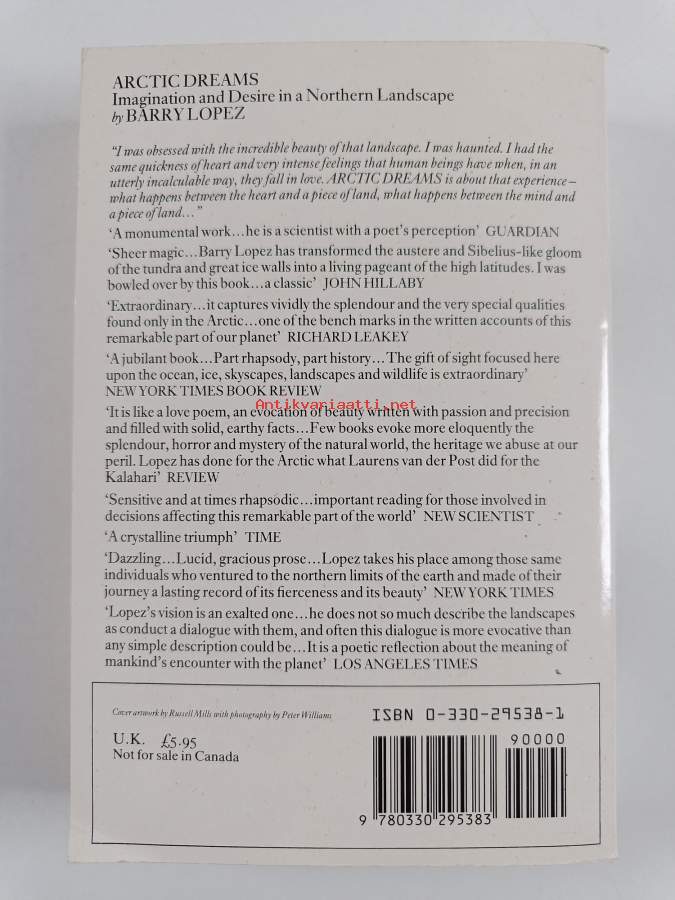 ARCTIC DREAMS
Imagination and Desire in a Northern Landscape
by BARRY LOPEZ
“I was obsessed with the incredible beauty of that landscape. I was haunted. I had the
same quickness of heart and very intense feelings that human beings have when, in an
utterly incalculable way, they fall in love. ARCTIC DREAMS is about that experience–
what happens between the heart and a piece of land, what happens between the mind and
a piece of land…”
‘A monumental work…he is a scientist with a poet’s perception’ GUARDIAN
‘Sheer magic…Barry Lopez has transformed the austere and Sibelius-like gloom
of the tundra and great ice walls into a living pageant of the high latitudes. I was
bowled over by this book…a classic’ JOHN HILLABY
‘Extraordinary…it captures vividly the splendour and the very special qualities
found only in the Arctic…one of the bench marks in the written accounts of this
remarkable part of our planet’ RICHARD LEAKEY
‘A jubilant book…Part rhapsody, part history…The gift of sight focused here
upon the ocean, ice, skyscapes, landscapes and wildlife is extraordinary’
NEW YORK TIMES BOOK REVIEW
Antikvariaatti.net
‘It is like a love poem, an evocation of beauty written with passion and precision
and filled with solid, earthy facts…Few books evoke more eloquently the
splendour, horror and mystery of the natural world, the heritage we abuse at our
peril. Lopez has done for the Arctic what Laurens van der Post did for the
Kalahari’ REVIEW
‘Sensitive and at times rhapsodic…important reading for those involved in
decisions affecting this remarkable part of the world’ NEW SCIENTIST
‘A crystalline triumph’ TIME
‘Dazzling…Lucid, gracious prose…Lopez takes his place among those same
individuals who ventured to the northern limits of the earth and made of their
journey a lasting record of its fierceness and its beauty’ NEW YORK TIMES
‘Lopez’s vision is an exalted one…he does not so much describe the landscapes
as conduct a dialogue with them, and often this dialogue is more evocative than
any simple description could be…It is a poetic reflection about the meaning of
mankind’s encounter with the planet’ LOS ANGELES TIMES
Cover artwork by Russell Mills with photography by Peter Williams
U.K. £5·95
Not for sale in Canada
ISBN 0-330-29538-1
90000
9 780330 295383